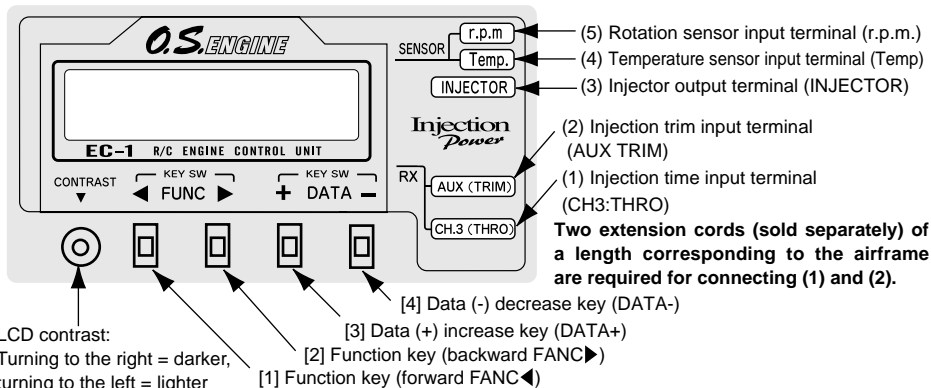 O.S.ENGINE
SENSOR
r.p.m
Temp.
INJECTOR
Injection
Power
EC-1 R/C ENGINE CONTROL UNIT
CONTRAST
▼
KEY SW
◀ FUNC ▶
KEY SW
+ DATA −
RX
AUX (TRIM)
CH.3 (THRO)
(5) Rotation sensor input terminal (r.p.m.)
(4) Temperature sensor input terminal (Temp)
(3) Injector output terminal (INJECTOR)
(2) Injection trim input terminal
(AUX TRIM)
(1) Injection time input terminal
(CH3:THRO)
Two extension cords (sold separately) of
a length corresponding to the airframe
are required for connecting (1) and (2).
[4] Data (-) decrease key (DATA-)
[3] Data (+) increase key (DATA+)
[2] Function key (backward FANC▶)
[1] Function key (forward FANC◀)
LCD contrast:
Turning to the right = darker,
turning to the left = lighter